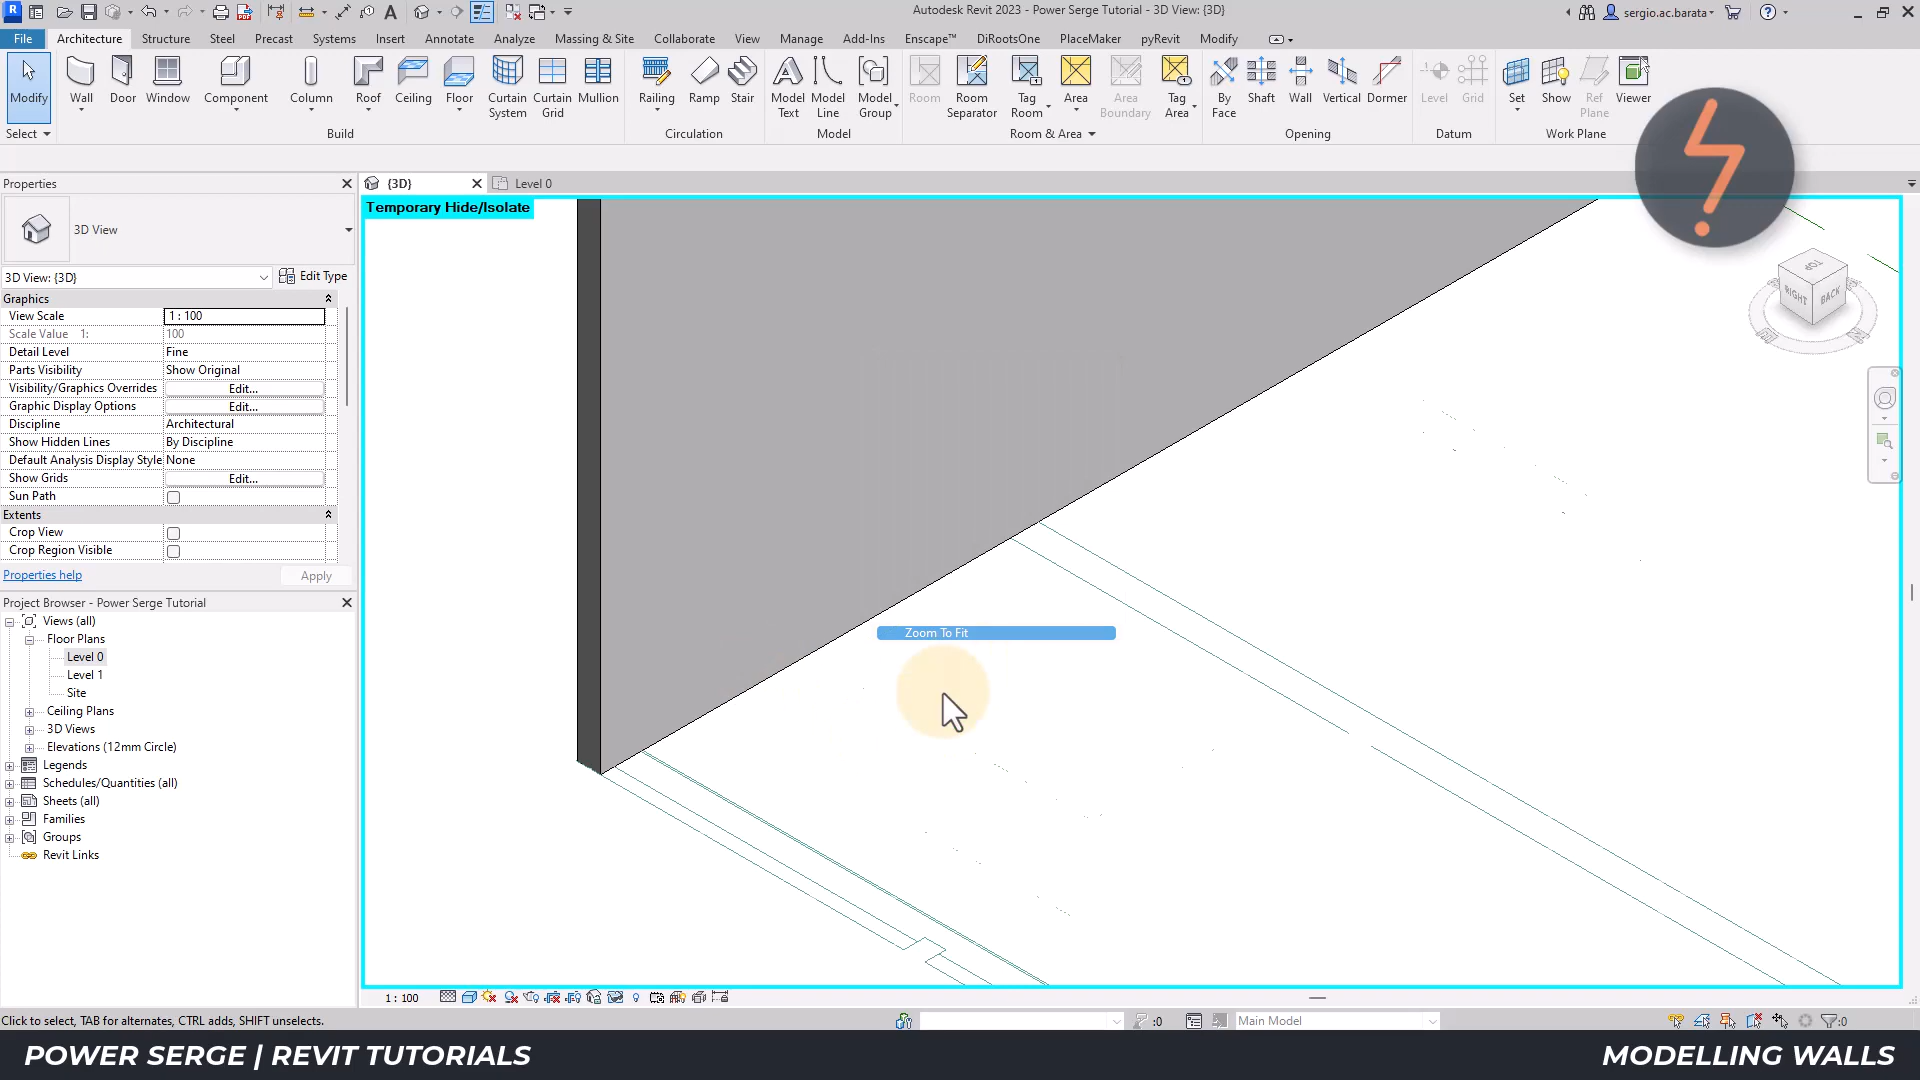 Autodesk Revit 2023 - Power Serge Tutorial - 3D View: {3D}
sergio.ac.barata
File Architecture Structure Steel Precast Systems Insert Annotate Analyze Massing & Site Collaborate View Manage Add-Ins Enscape™ DiRootsOne PlaceMaker pyRevit Modify
Modify Wall Door Window Component Column Roof Ceiling Floor Curtain System Curtain Grid Mullion Railing Ramp Stair Model Text Model Line Model Group Room Room Separator Tag Room Area Area Boundary Tag Area By Face Shaft Wall Vertical Dormer Level Grid Set Show Ref Plane Viewer
Select Build Circulation Model Room & Area Opening Datum Work Plane
Properties
{3D} Level 0
Temporary Hide/Isolate
3D View
3D View: {3D} Edit Type
Graphics
View Scale 1 : 100
Scale Value 1: 100
Detail Level Fine
Parts Visibility Show Original
Visibility/Graphics Overrides Edit...
Graphic Display Options Edit...
Discipline Architectural
Show Hidden Lines By Discipline
Default Analysis Display Style None
Show Grids Edit...
Sun Path
Extents
Crop View
Crop Region Visible
Properties help Apply
TOP
RIGHT BACK
Zoom To Fit
Project Browser - Power Serge Tutorial
Views (all)
Floor Plans
Level 0
Level 1
Site
Ceiling Plans
3D Views
Elevations (12mm Circle)
Legends
Schedules/Quantities (all)
Sheets (all)
Families
Groups
Revit Links
1 : 100
Click to select, TAB for alternates, CTRL adds, SHIFT unselects. :0 Main Model :0
POWER SERGE | REVIT TUTORIALS
MODELLING WALLS